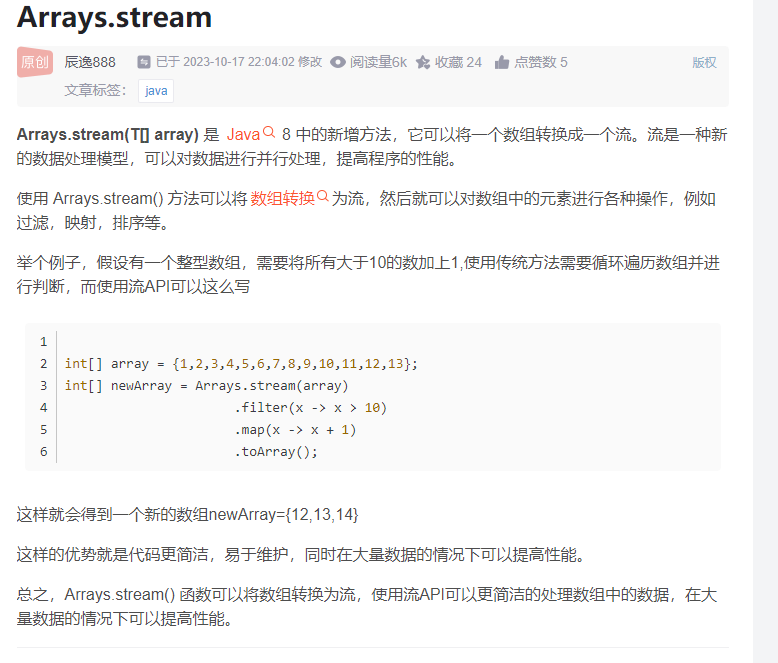 Arrays.stream
原创 辰逸888 已于 2023-10-17 22:04:02 修改 阅读量6k 收藏 24 点赞数 5 版权
文章标签： java
Arrays.stream(T[] array) 是 Java 8 中的新增方法，它可以将一个数组转换成一个流。流是一种新
的数据处理模型，可以对数据进行并行处理，提高程序的性能。
使用 Arrays.stream() 方法可以将 数组转换 为流，然后就可以对数组中的元素进行各种操作，例如
过滤，映射，排序等。
举个例子，假设有一个整型数组，需要将所有大于10的数加上1,使用传统方法需要循环遍历数组并进
行判断，而使用流API可以这么写
1
2 int[] array = {1,2,3,4,5,6,7,8,9,10,11,12,13};
3 int[] newArray = Arrays.stream(array)
4 .filter(x -> x > 10)
5 .map(x -> x + 1)
6 .toArray();
这样就会得到一个新的数组newArray={12,13,14}
这样的优势就是代码更简洁，易于维护，同时在大量数据的情况下可以提高性能。
总之，Arrays.stream() 函数可以将数组转换为流，使用流API可以更简洁的处理数组中的数据，在大
量数据的情况下可以提高性能。